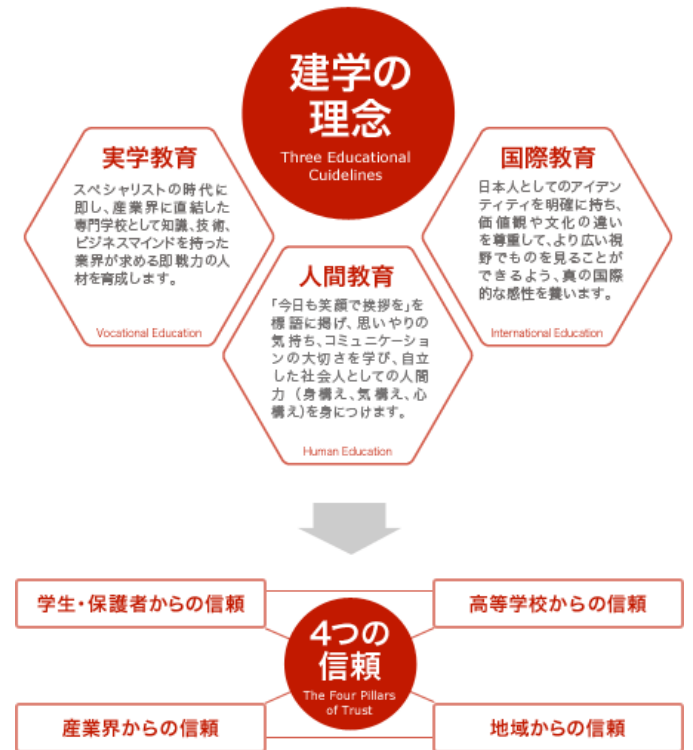 建学の
理念
Three Educational
Cuidelines
実学教育
スペシャリストの時代に
即し、産業界に直結した
専門学校として知識、技術、
ビジネスマインドを持った
業界が求める即戦力の人
材を育成します。
Vocational Education
人間教育
「今日も笑顔で挨拶を」を
標語に掲げ、思いやりの
気持ち、コミュニケーショ
ンの大切さを学び、自立
した社会人としての人間
力（身構え、気構え、心
構え)を身につけます。
Human Education
国際教育
日本人としてのアイデン
ティティを明確に持ち、
価値観や文化の違い
を尊重して、より広い視
野でものを見ることが
できるよう、真の国際
的な感性を養います。
International Education
学生・保護者からの信頼
高等学校からの信頼
4つの
信頼
The Four Pillars
of Trust
産業界からの信頼
地域からの信頼